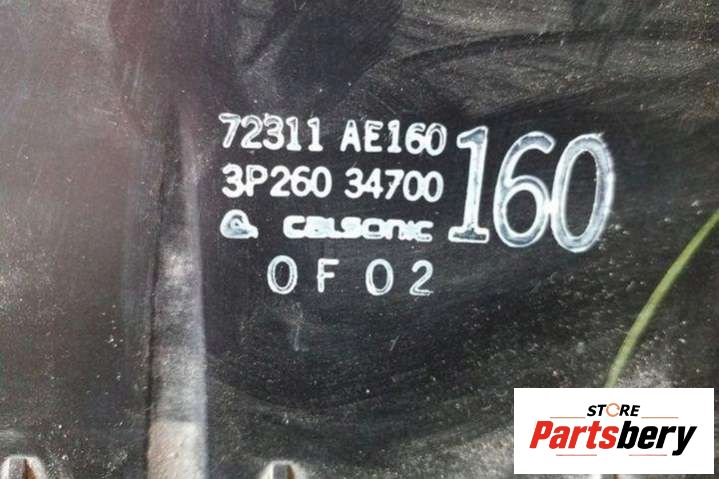 72311 AE160
3P260 34700
160
CALSONIC
0F02
STORE
Partsbery